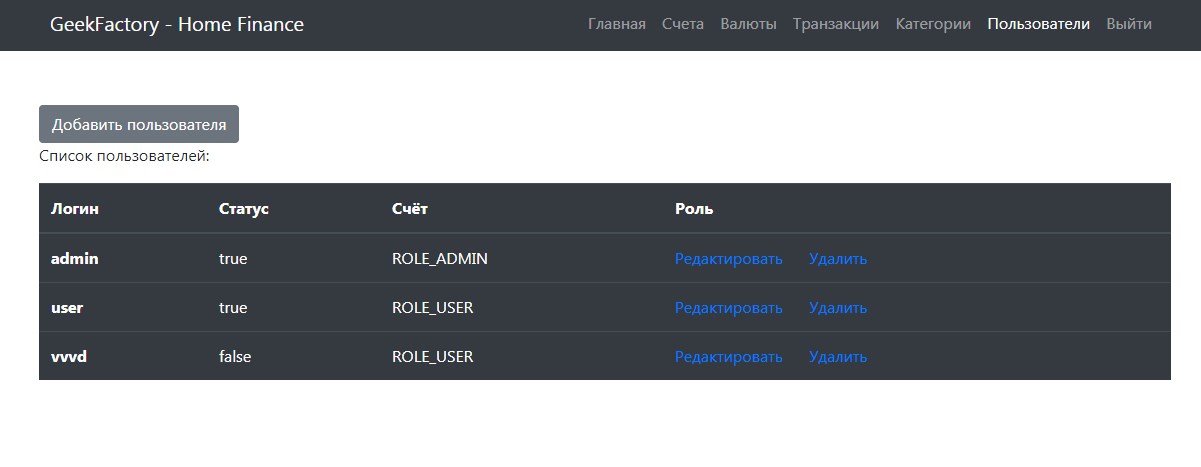 GeekFactory - Home Finance Главная Счета Валюты Транзакции Категории Пользователи Выйти
Добавить пользователя
Список пользователей:
Логин Статус Счёт Роль
admin true ROLE_ADMIN Редактировать Удалить
user true ROLE_USER Редактировать Удалить
vvvd false ROLE_USER Редактировать Удалить